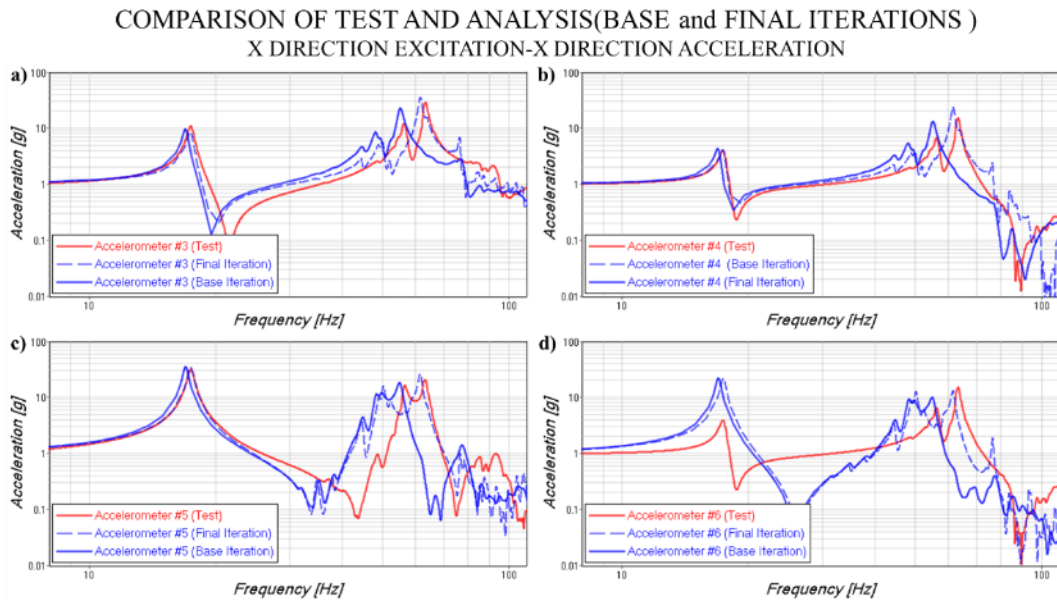 COMPARISON OF TEST AND ANALYSIS(BASE and FINAL ITERATIONS )
X DIRECTION EXCITATION-X DIRECTION ACCELERATION
a)
100
10
1
0.1
0.01
Acceleration [g]
Accelerometer #3 (Test)
Accelerometer #3 (Final Iteration)
Accelerometer #3 (Base Iteration)
10
100
Frequency [Hz]
b)
100
10
1
0.1
0.01
Acceleration [g]
Accelerometer #4 (Test)
Accelerometer #4 (Base Iteration)
Accelerometer #4 (Final Iteration)
10
100
Frequency [Hz]
c)
100
10
1
0.1
0.01
Acceleration [g]
Accelerometer #5 (Test)
Accelerometer #5 (Final Iteration)
Accelerometer #5 (Base Iteration)
10
100
Frequency [Hz]
d)
100
10
1
0.1
0.01
Acceleration [g]
Accelerometer #6 (Test)
Accelerometer #6 (Final Iteration)
Accelerometer #6 (Base Iteration)
10
100
Frequency [Hz]